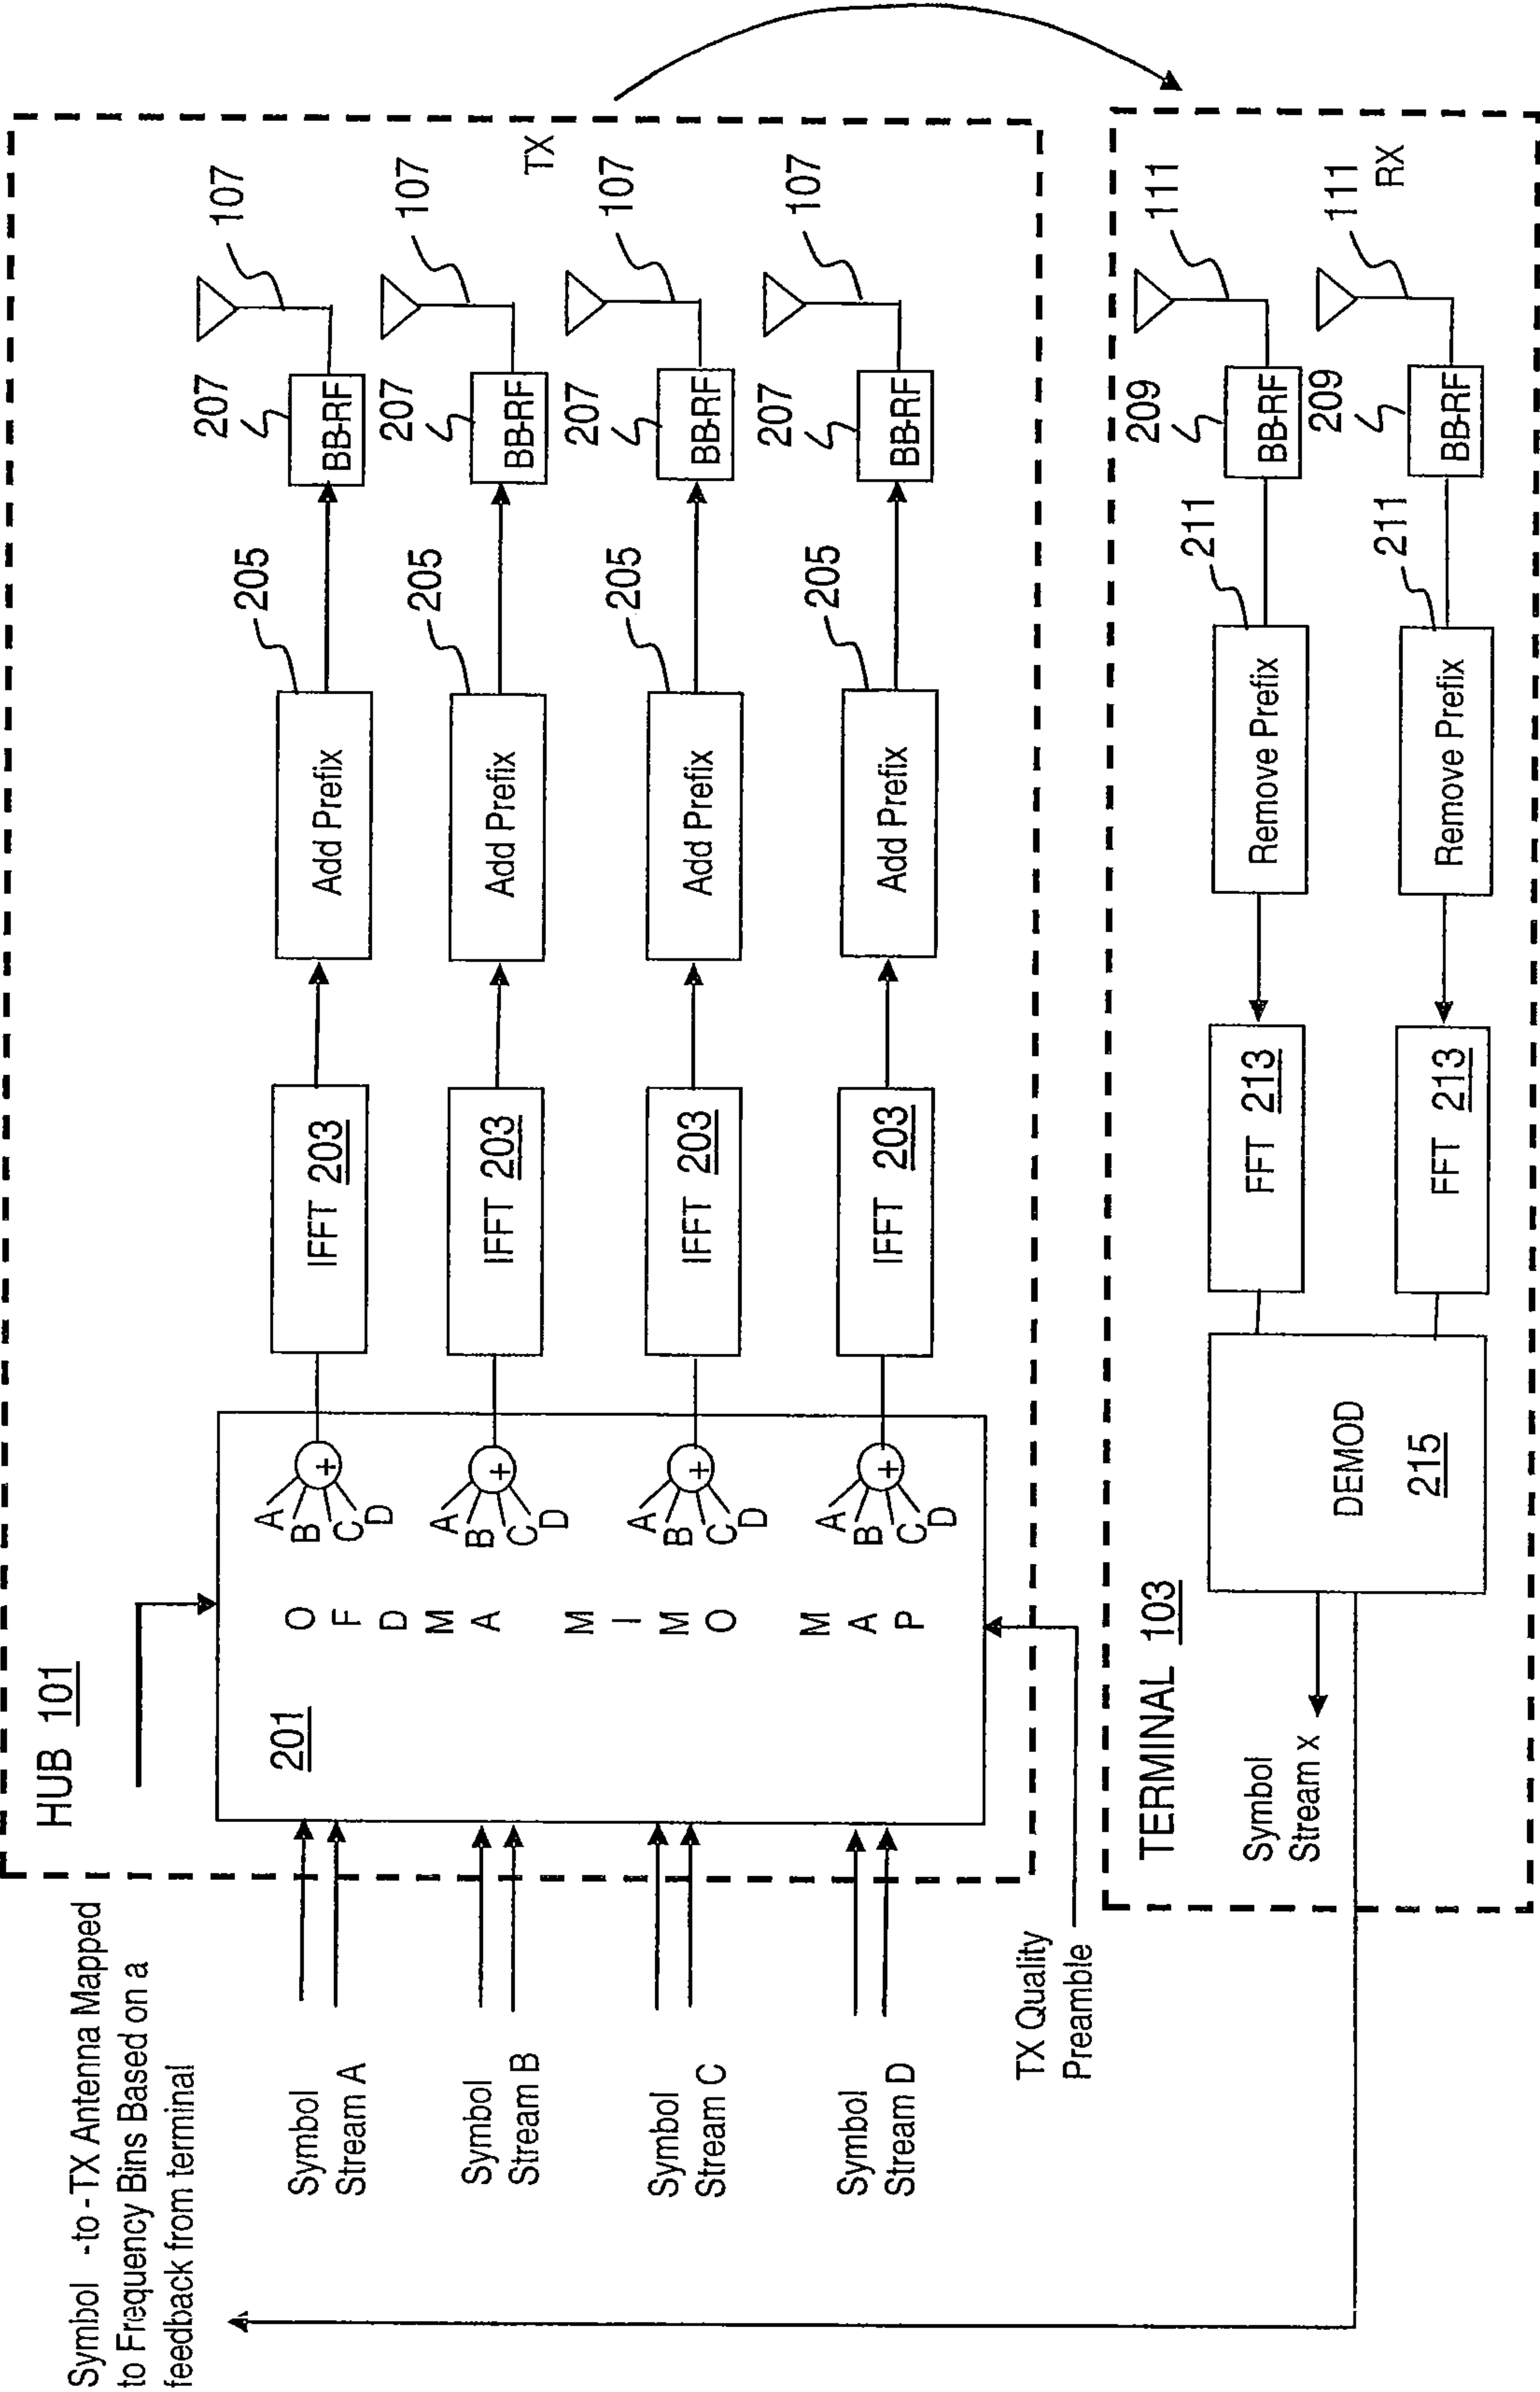 Symbol -to-TX Antenna Mapped
to Frequency Bins Based on a
feedback from terminal
HUB 101
201
O F D M A M I M O M A P
Symbol
Stream A
A
B
C
D
+
IFFT 203
Add Prefix
205
BB-RF
207
107
Symbol
Stream B
A
B
C
D
+
IFFT 203
Add Prefix
205
BB-RF
207
107
TX
Symbol
Stream C
A
B
C
D
+
IFFT 203
Add Prefix
205
BB-RF
207
107
Symbol
Stream D
A
B
C
D
+
IFFT 203
Add Prefix
205
BB-RF
207
107
TX Quality
Preamble
TERMINAL 103
Symbol
Stream x
DEMOD
215
FFT 213
Remove Prefix
211
BB-RF
209
111
FFT 213
Remove Prefix
211
BB-RF
209
111
RX